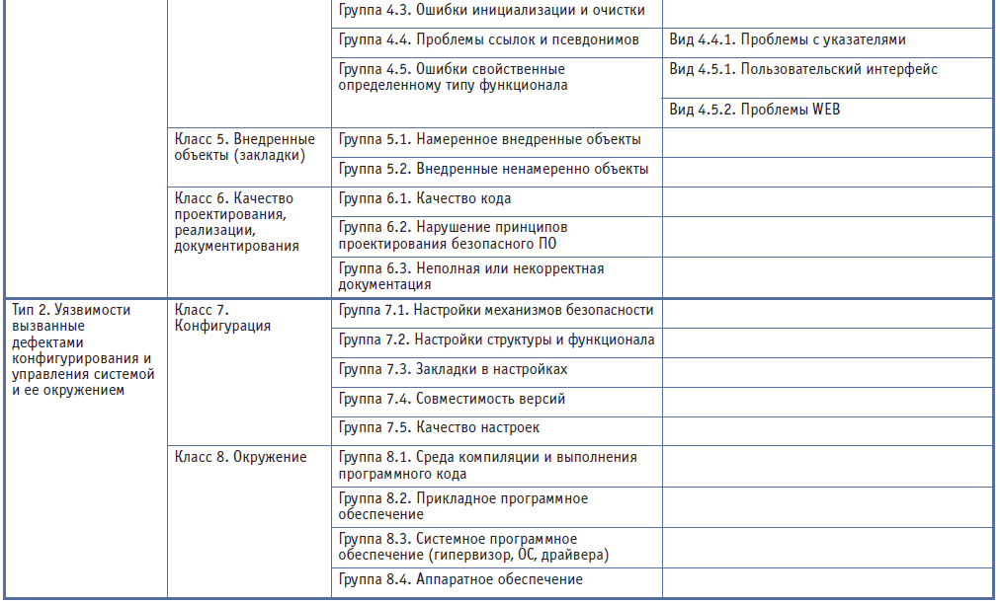 Группа 4.3. Ошибки инициализации и очистки
Группа 4.4. Проблемы ссылок и псевдонимов
Вид 4.4.1. Проблемы с указателями
Группа 4.5. Ошибки свойственные
определенному типу функционала
Вид 4.5.1. Пользовательский интерфейс
Вид 4.5.2. Проблемы WEB
Класс 5. Внедренные
объекты (закладки)
Группа 5.1. Намеренное внедренные объекты
Группа 5.2. Внедренные ненамеренно объекты
Класс 6. Качество
проектирования,
реализации,
документирования
Группа 6.1. Качество кода
Группа 6.2. Нарушение принципов
проектирования безопасного ПО
Группа 6.3. Неполная или некорректная
документация
Тип 2. Уязвимости
вызванные
дефектами
конфигурирования и
управления системой
и ее окружением
Класс 7.
Конфигурация
Группа 7.1. Настройки механизмов безопасности
Группа 7.2. Настройки структуры и функционала
Группа 7.3. Закладки в настройках
Группа 7.4. Совместимость версий
Группа 7.5. Качество настроек
Класс 8. Окружение
Группа 8.1. Среда компиляции и выполнения
программного кода
Группа 8.2. Прикладное программное
обеспечение
Группа 8.3. Системное программное
обеспечение (гипервизор, ОС, драйвера)
Группа 8.4. Аппаратное обеспечение